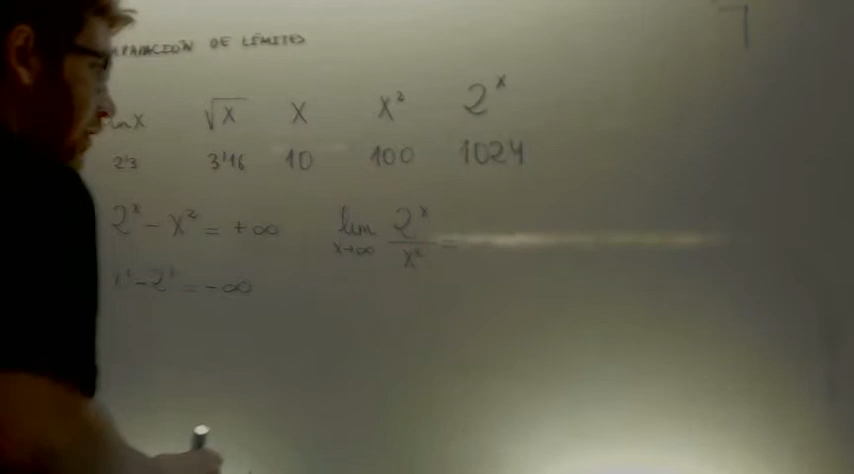 COMPARACIÓN DE LÍMITES
ln x √x x x² 2ˣ
2'3 3'16 10 100 1024
2ˣ - x² = +∞ lim x→∞ 2ˣ/x² =
x² - 2ˣ = -∞